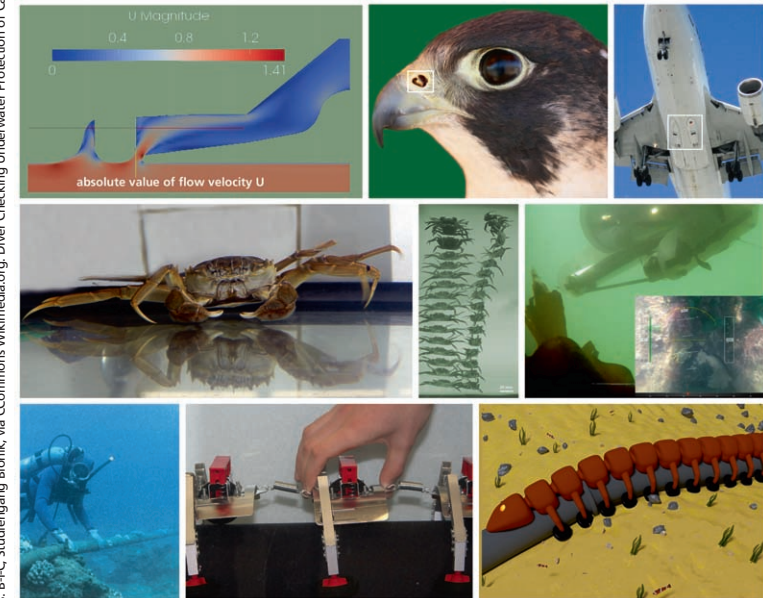 U Magnitude
0.4 0.8 1.2
0 1.41
absolute value of flow velocity U
B-I-C, Studiengang Bionik, via CCommons Wikimedia.org. Diver Checking Underwater Protection of